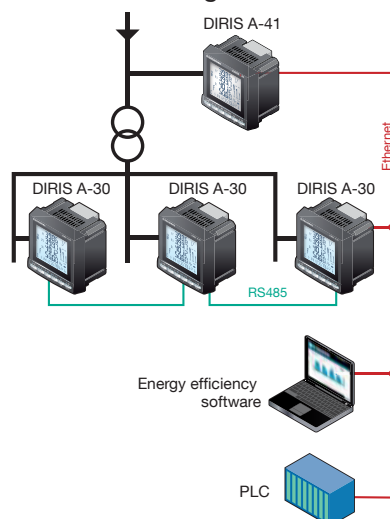 DIRIS A-41
Ethernet
DIRIS A-30
DIRIS A-30
DIRIS A-30
RS485
Energy efficiency
software
PLC